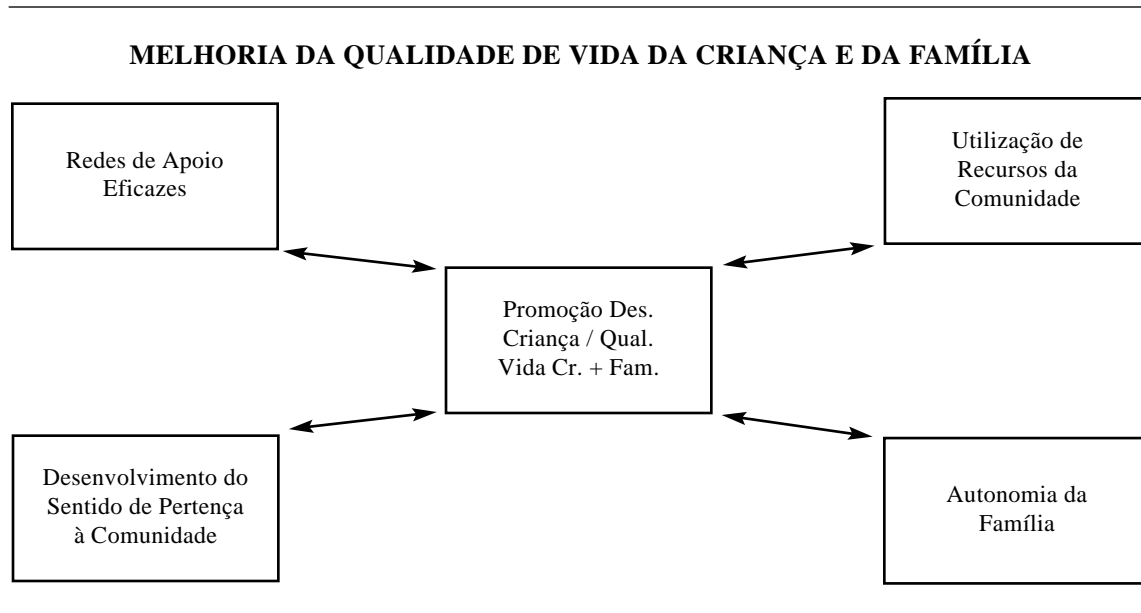 MELHORIA DA QUALIDADE DE VIDA DA CRIANÇA E DA FAMÍLIA
Redes de Apoio
Eficazes
Utilização de
Recursos da
Comunidade
Promoção Des.
Criança / Qual.
Vida Cr. + Fam.
Desenvolvimento do
Sentido de Pertença
à Comunidade
Autonomia da
Família